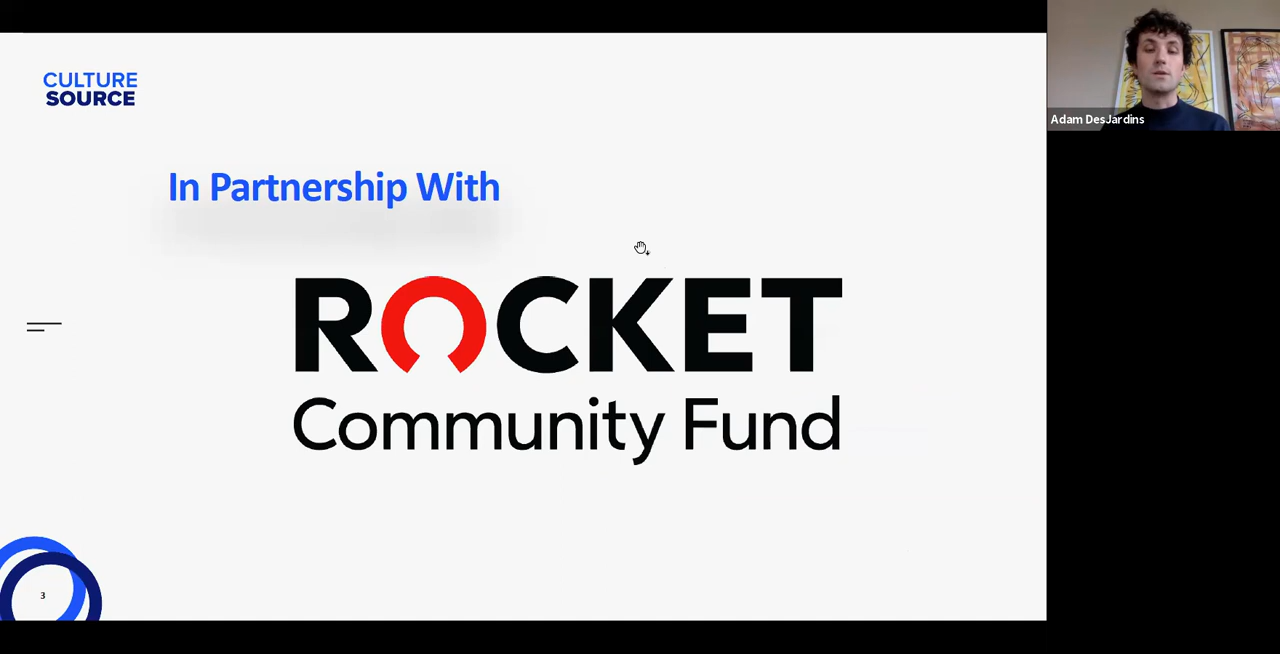 CULTURE
SOURCE
In Partnership With
ROCKET
Community Fund
3
Adam DesJardins